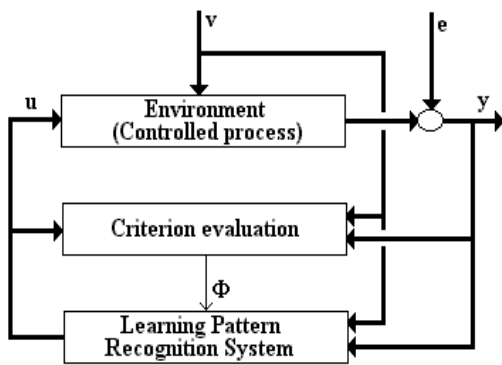 v
e
u
Environment
(Controlled process)
y
Criterion evaluation
Φ
Learning Pattern
Recognition System